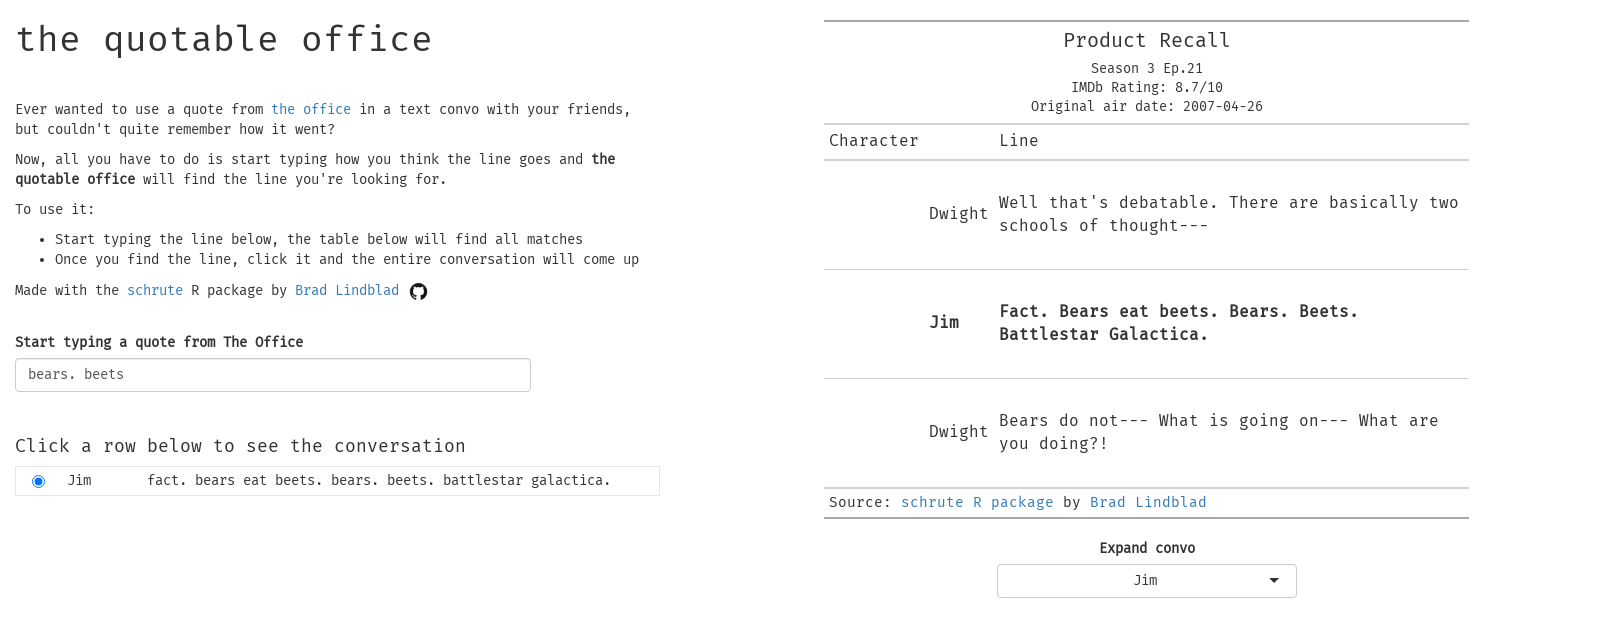 the quotable office
Ever wanted to use a quote from the office in a text convo with your friends,
but couldn't quite remember how it went?
Now, all you have to do is start typing how you think the line goes and the
quotable office will find the line you're looking for.
To use it:
• Start typing the line below, the table below will find all matches
• Once you find the line, click it and the entire conversation will come up
Made with the schrute R package by Brad Lindblad
Start typing a quote from The Office
bears. beets
Click a row below to see the conversation
Jim fact. bears eat beets. bears. beets. battlestar galactica.
Product Recall
Season 3 Ep.21
IMDb Rating: 8.7/10
Original air date: 2007-04-26
Character Line
Dwight Well that's debatable. There are basically two
schools of thought---
Jim Fact. Bears eat beets. Bears. Beets.
Battlestar Galactica.
Dwight Bears do not--- What is going on--- What are
you doing?!
Source: schrute R package by Brad Lindblad
Expand convo
Jim